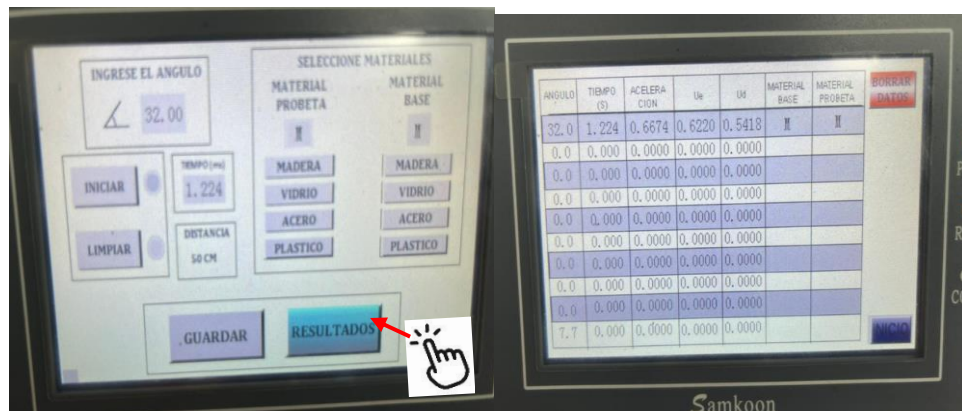 INGRESE EL ANGULO
32.00
SELECCIONE MATERIALES
MATERIAL PROBETA
MATERIAL BASE
M
M
INICIAR
TIEMPO (ms)
1.224
LIMPIAR
DISTANCIA
50 CM
MADERA
MADERA
VIDRIO
VIDRIO
ACERO
ACERO
PLASTICO
PLASTICO
GUARDAR
RESULTADOS
ANGULO TIEMPO (S) ACELERA CION Ue Ud MATERIAL BASE MATERIAL PROBETA
BORRAR DATOS
32.0 1.224 0.6674 0.6220 0.5418 M M
0.0 0.000 0.0000 0.0000 0.0000
0.0 0.000 0.0000 0.0000 0.0000
0.0 0.000 0.0000 0.0000 0.0000
0.0 0.000 0.0000 0.0000 0.0000
0.0 0.000 0.0000 0.0000 0.0000
0.0 0.000 0.0000 0.0000 0.0000
0.0 0.000 0.0000 0.0000 0.0000
0.0 0.000 0.0000 0.0000 0.0000
7.7 0.000 0.0000 0.0000 0.0000
INICIO
Samkoon